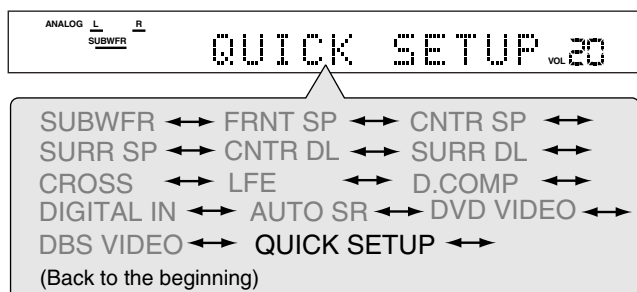 ANALOG L R
SUBWFR
QUICK SETUP VOL 20
SUBWFR ↔ FRNT SP ↔ CNTR SP ↔
SURR SP ↔ CNTR DL ↔ SURR DL ↔
CROSS ↔ LFE ↔ D.COMP ↔
DIGITAL IN ↔ AUTO SR ↔ DVD VIDEO ↔
DBS VIDEO ↔ QUICK SETUP ↔
(Back to the beginning)